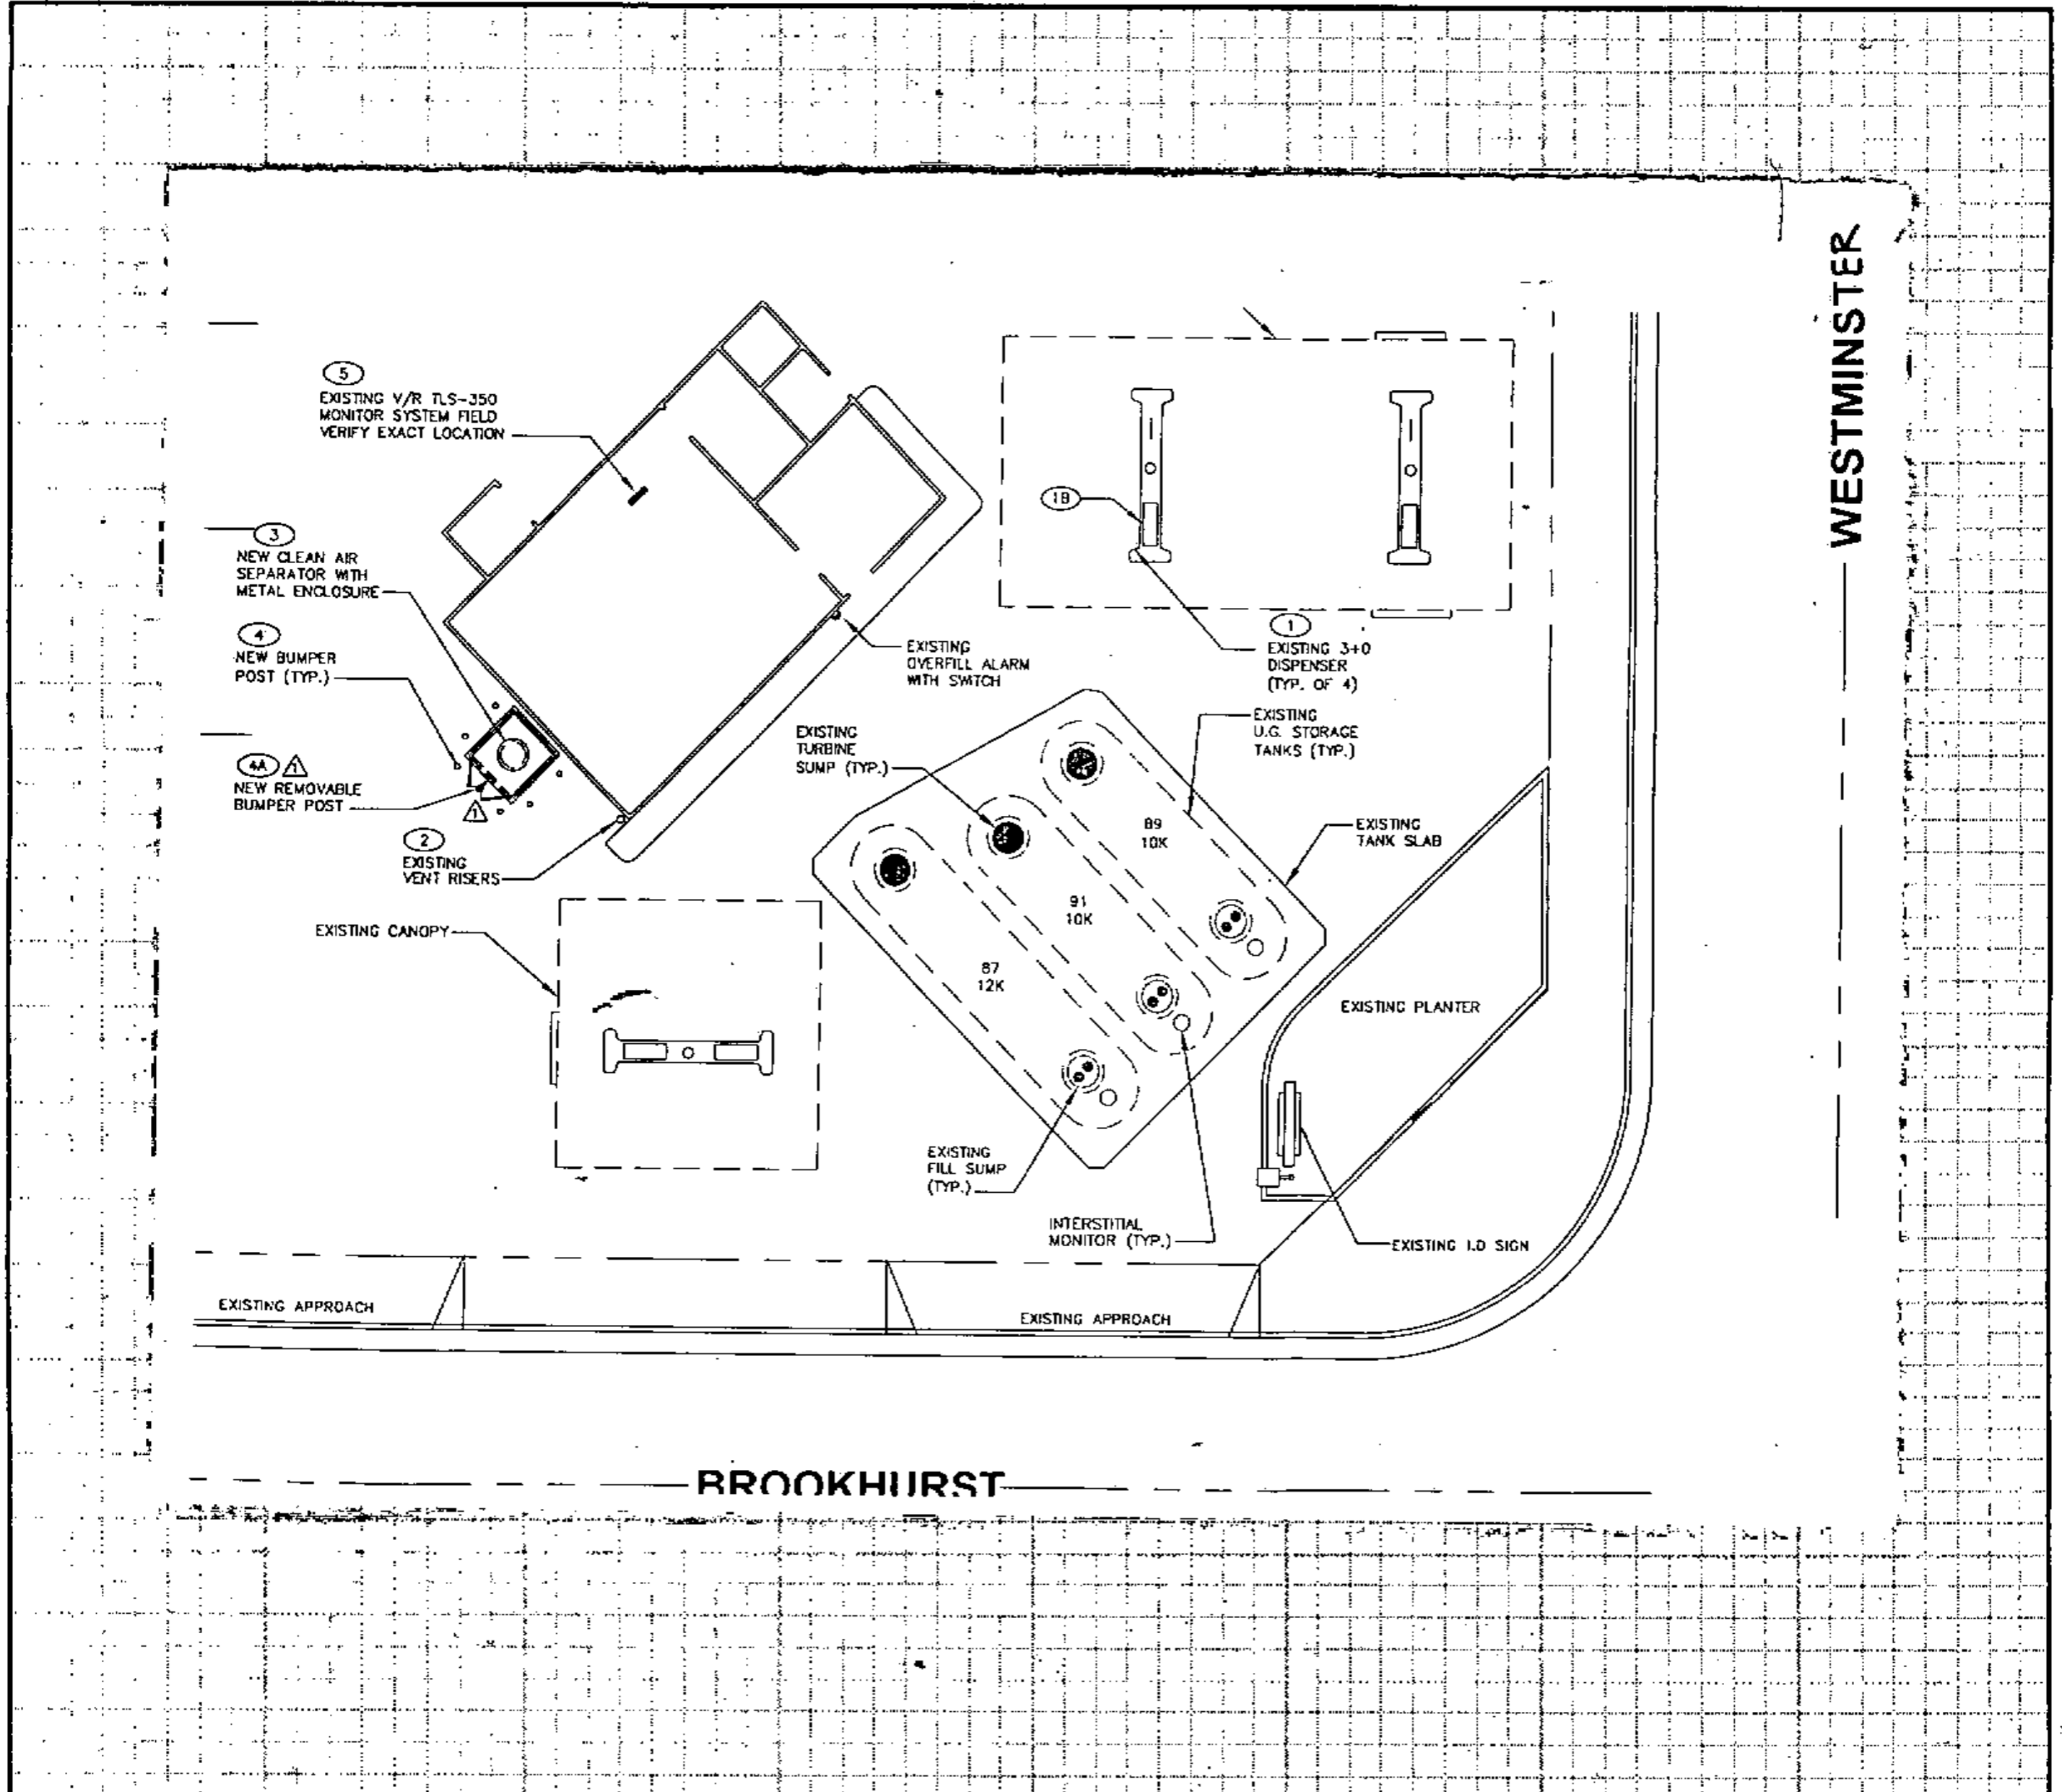 WESTMINSTER
5
EXISTING V/R TLS-350
MONITOR SYSTEM FIELD
VERIFY EXACT LOCATION
1B
3
NEW CLEAN AIR
SEPARATOR WITH
METAL ENCLOSURE
4
NEW BUMPER
POST (TYP.)
EXISTING
OVERFILL ALARM
WITH SWITCH
1
EXISTING 3+0
DISPENSER
(TYP. OF 4)
4A 1
NEW REMOVABLE
BUMPER POST
1
EXISTING
TURBINE
SUMP (TYP.)
EXISTING
U.G. STORAGE
TANKS (TYP.)
2
EXISTING
VENT RISERS
89
10K
EXISTING
TANK SLAB
91
10K
EXISTING CANOPY
87
12K
EXISTING PLANTER
EXISTING
FILL SUMP
(TYP.)
INTERSTITIAL
MONITOR (TYP.)
EXISTING I.D SIGN
EXISTING APPROACH
EXISTING APPROACH
BROOKHURST